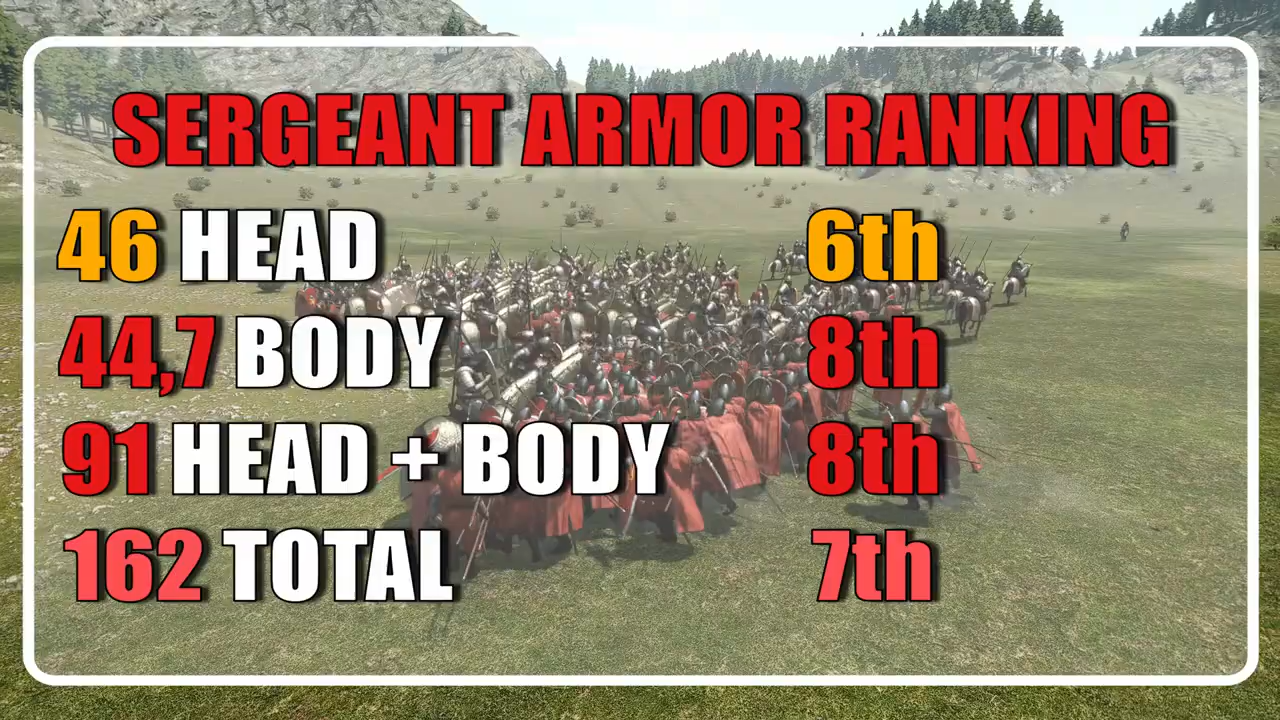 SERGEANT ARMOR RANKING
46 HEAD 6th
44,7 BODY 8th
91 HEAD + BODY 8th
162 TOTAL 7th